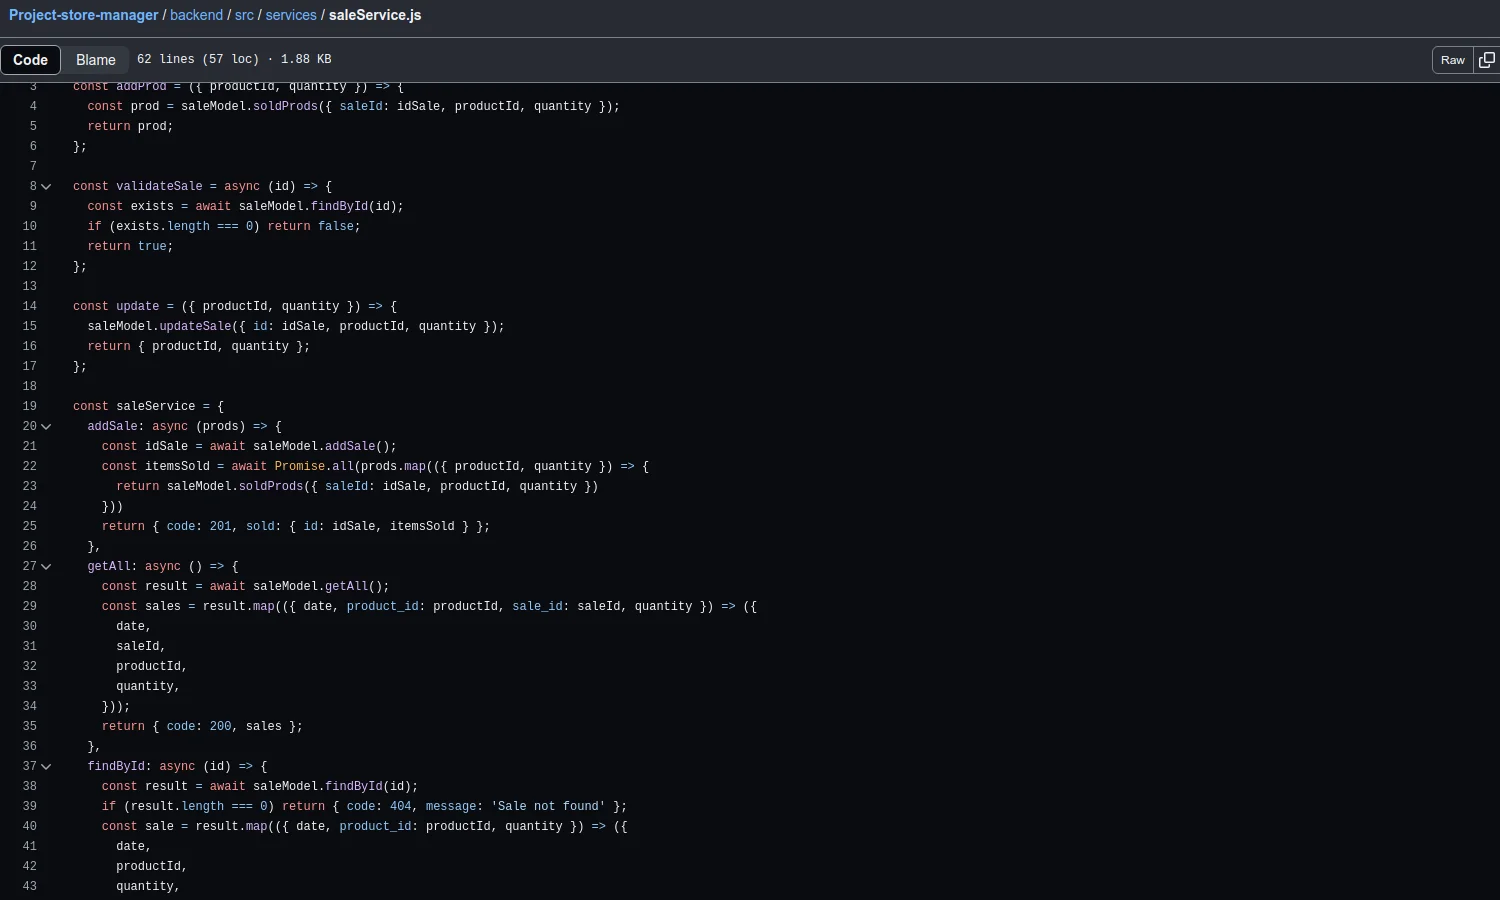 Project-store-manager / backend / src / services / saleService.js
Code Blame 62 lines (57 loc) · 1.88 KB Raw
3 const addProd = ({ productId, quantity }) => {
4 const prod = saleModel.soldProds({ saleId: idSale, productId, quantity });
5 return prod;
6 };
7
8 const validateSale = async (id) => {
9 const exists = await saleModel.findById(id);
10 if (exists.length === 0) return false;
11 return true;
12 };
13
14 const update = ({ productId, quantity }) => {
15 saleModel.updateSale({ id: idSale, productId, quantity });
16 return { productId, quantity };
17 };
18
19 const saleService = {
20 addSale: async (prods) => {
21 const idSale = await saleModel.addSale();
22 const itemsSold = await Promise.all(prods.map(({ productId, quantity }) => {
23 return saleModel.soldProds({ saleId: idSale, productId, quantity })
24 }))
25 return { code: 201, sold: { id: idSale, itemsSold } };
26 },
27 getAll: async () => {
28 const result = await saleModel.getAll();
29 const sales = result.map(({ date, product_id: productId, sale_id: saleId, quantity }) => ({
30 date,
31 saleId,
32 productId,
33 quantity,
34 }));
35 return { code: 200, sales };
36 },
37 findById: async (id) => {
38 const result = await saleModel.findById(id);
39 if (result.length === 0) return { code: 404, message: 'Sale not found' };
40 const sale = result.map(({ date, product_id: productId, quantity }) => ({
41 date,
42 productId,
43 quantity,